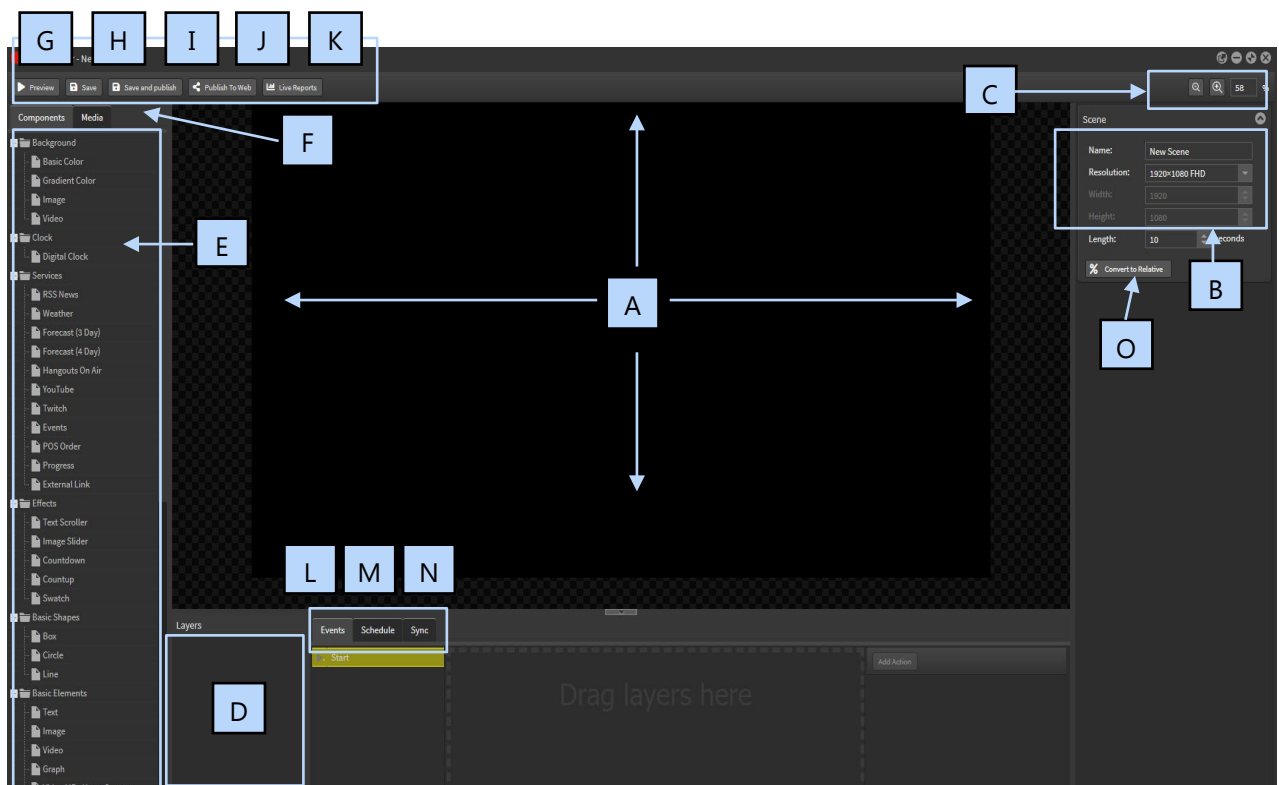 G H I J K
r - Ne
Preview Save Save and publish Publish To Web Live Reports
C
58 %
Components Media
F
Scene
Background
Basic Color
Gradient Color
Image
Video
Clock
Digital Clock
Services
RSS News
Weather
Forecast (3 Day)
Forecast (4 Day)
Hangouts On Air
YouTube
Twitch
Events
POS Order
Progress
External Link
Effects
Text Scroller
Image Slider
Countdown
Countup
Swatch
Basic Shapes
Box
Circle
Line
Basic Elements
Text
Image
Video
Graph
E
A
Name: New Scene
Resolution: 1920×1080 FHD
Width: 1920
Height: 1080
Length: 10 seconds
% Convert to Relative
B
O
L M N
Layers
Events Schedule Sync
Start
Add Action
Drag layers here
D